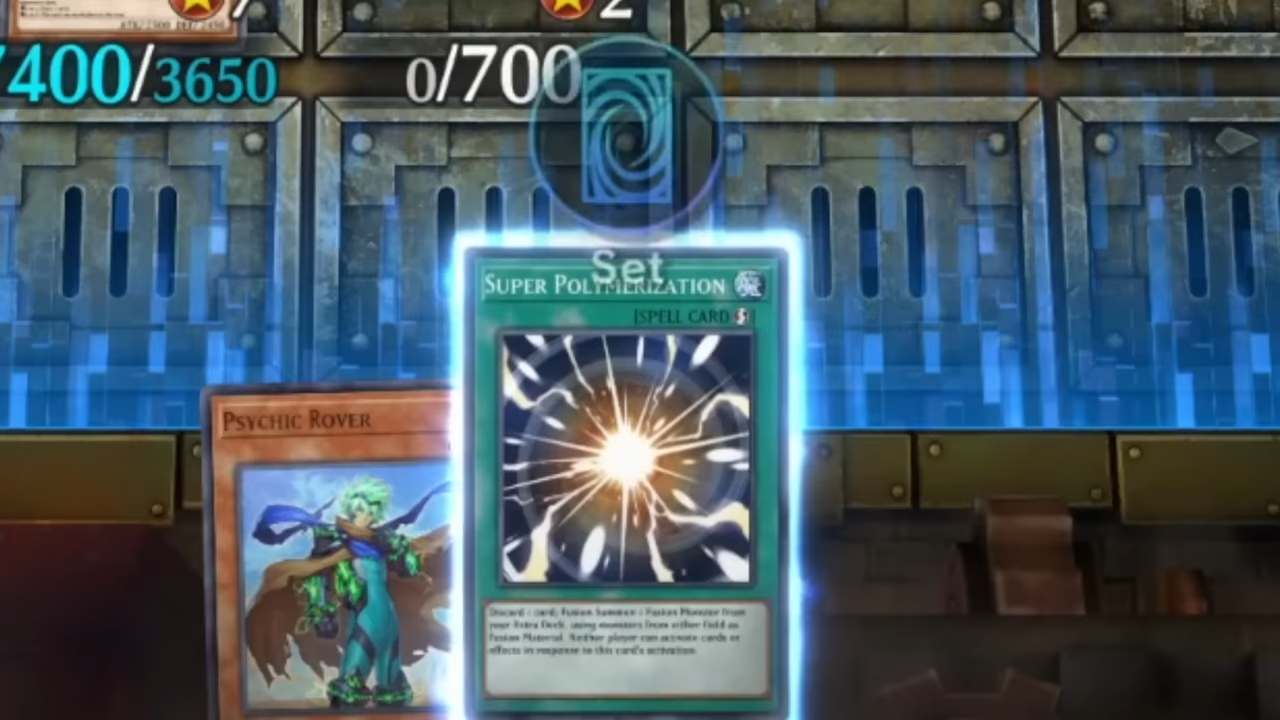 7
2
7400/3650
0/700
Set
SUPER POLYMERIZATION
[SPELL CARD]
PSYCHIC ROVER
Discard 1 card; Fusion Summon 1 Fusion Monster from
your Extra Deck, using monsters from either field as
Fusion Material. Neither player can activate cards or
effects in response to this card's activation.